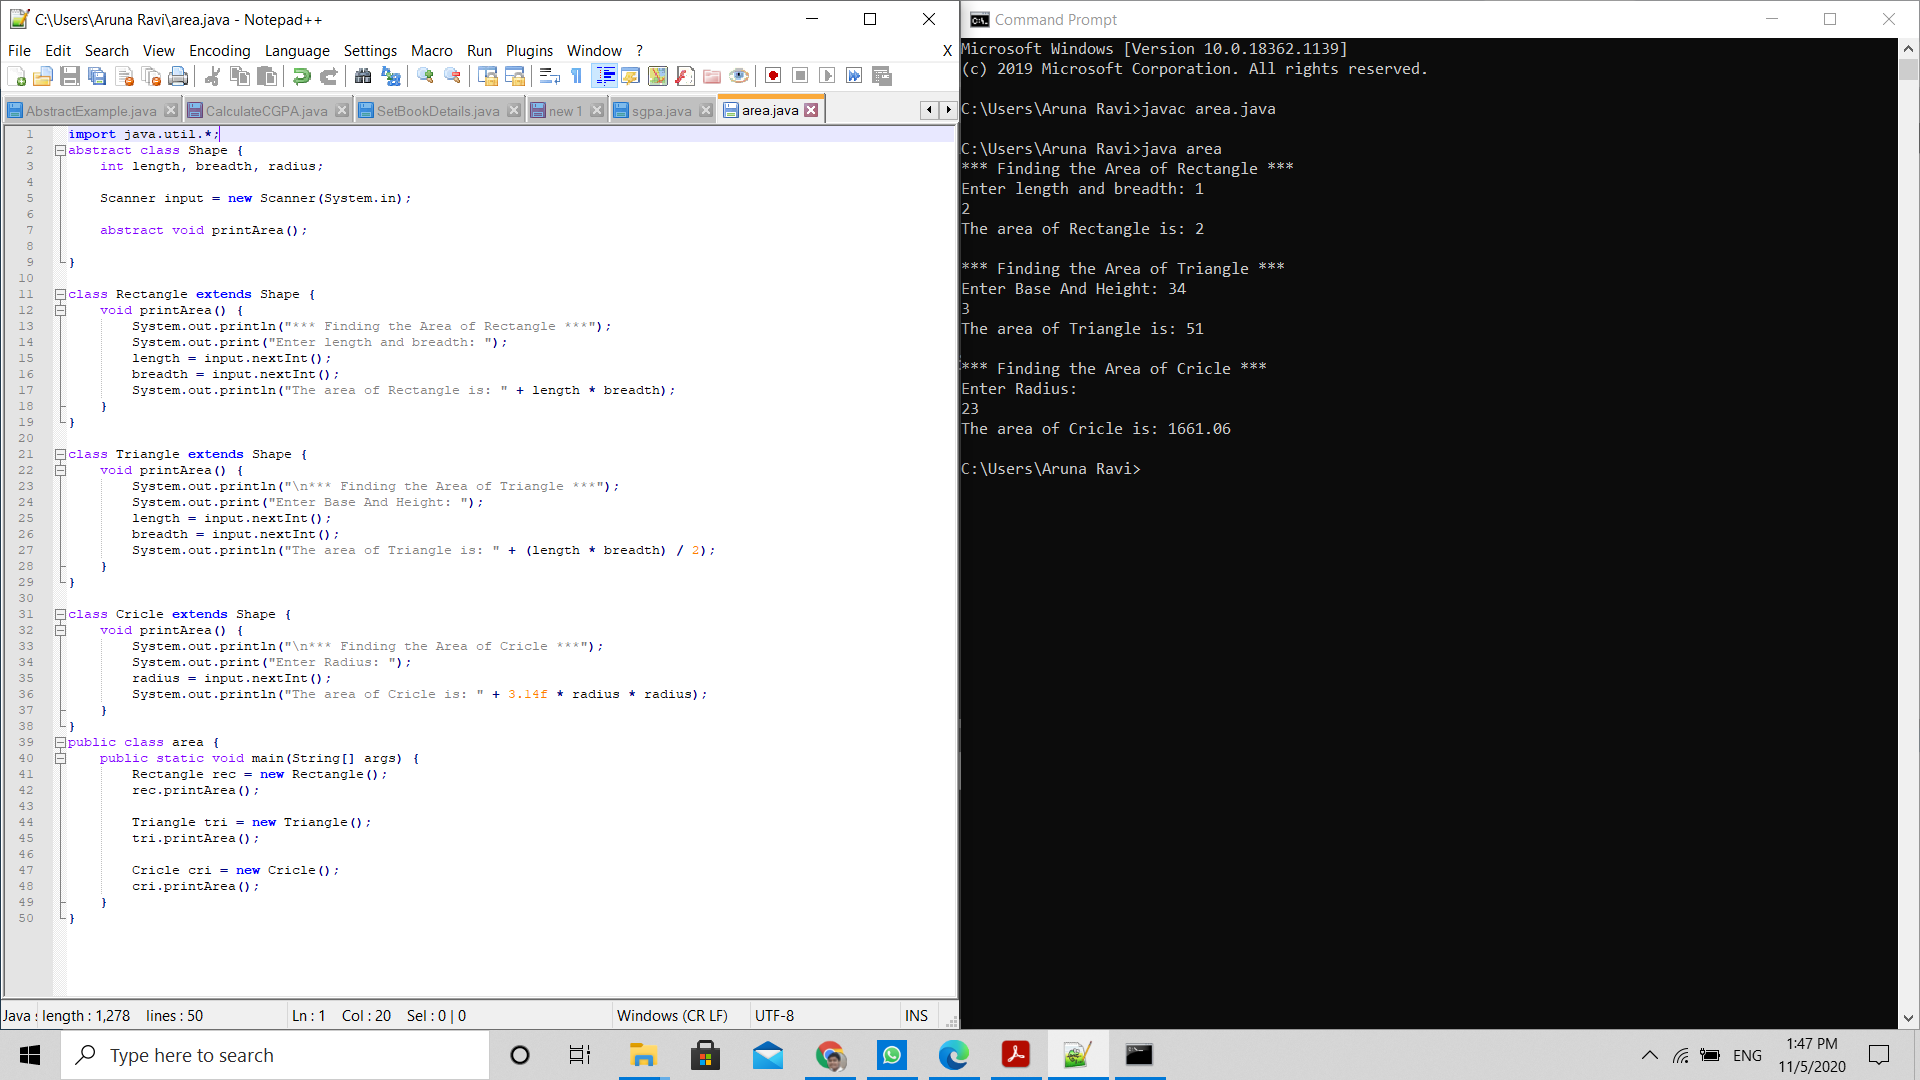 C:\Users\Aruna Ravi\area.java - Notepad++
File Edit Search View Encoding Language Settings Macro Run Plugins Window ? X
AbstractExample.java CalculateCGPA.java SetBookDetails.java new 1 sgpa.java area.java
1 import java.util.*;
2 abstract class Shape {
3 int length, breadth, radius;
4
5 Scanner input = new Scanner(System.in);
6
7 abstract void printArea();
8
9 }
10
11 class Rectangle extends Shape {
12 void printArea() {
13 System.out.println("*** Finding the Area of Rectangle ***");
14 System.out.print("Enter length and breadth: ");
15 length = input.nextInt();
16 breadth = input.nextInt();
17 System.out.println("The area of Rectangle is: " + length * breadth);
18 }
19 }
20
21 class Triangle extends Shape {
22 void printArea() {
23 System.out.println("\n*** Finding the Area of Triangle ***");
24 System.out.print("Enter Base And Height: ");
25 length = input.nextInt();
26 breadth = input.nextInt();
27 System.out.println("The area of Triangle is: " + (length * breadth) / 2);
28 }
29 }
30
31 class Cricle extends Shape {
32 void printArea() {
33 System.out.println("\n*** Finding the Area of Cricle ***");
34 System.out.print("Enter Radius: ");
35 radius = input.nextInt();
36 System.out.println("The area of Cricle is: " + 3.14f * radius * radius);
37 }
38 }
39 public class area {
40 public static void main(String[] args) {
41 Rectangle rec = new Rectangle();
42 rec.printArea();
43
44 Triangle tri = new Triangle();
45 tri.printArea();
46
47 Cricle cri = new Cricle();
48 cri.printArea();
49 }
50 }
Java s length : 1,278 lines : 50 Ln : 1 Col : 20 Sel : 0 | 0 Windows (CR LF) UTF-8 INS
Command Prompt
Microsoft Windows [Version 10.0.18362.1139]
(c) 2019 Microsoft Corporation. All rights reserved.
C:\Users\Aruna Ravi>javac area.java
C:\Users\Aruna Ravi>java area
*** Finding the Area of Rectangle ***
Enter length and breadth: 1
2
The area of Rectangle is: 2
*** Finding the Area of Triangle ***
Enter Base And Height: 34
3
The area of Triangle is: 51
*** Finding the Area of Cricle ***
Enter Radius:
23
The area of Cricle is: 1661.06
C:\Users\Aruna Ravi>
Type here to search
ENG
1:47 PM
11/5/2020